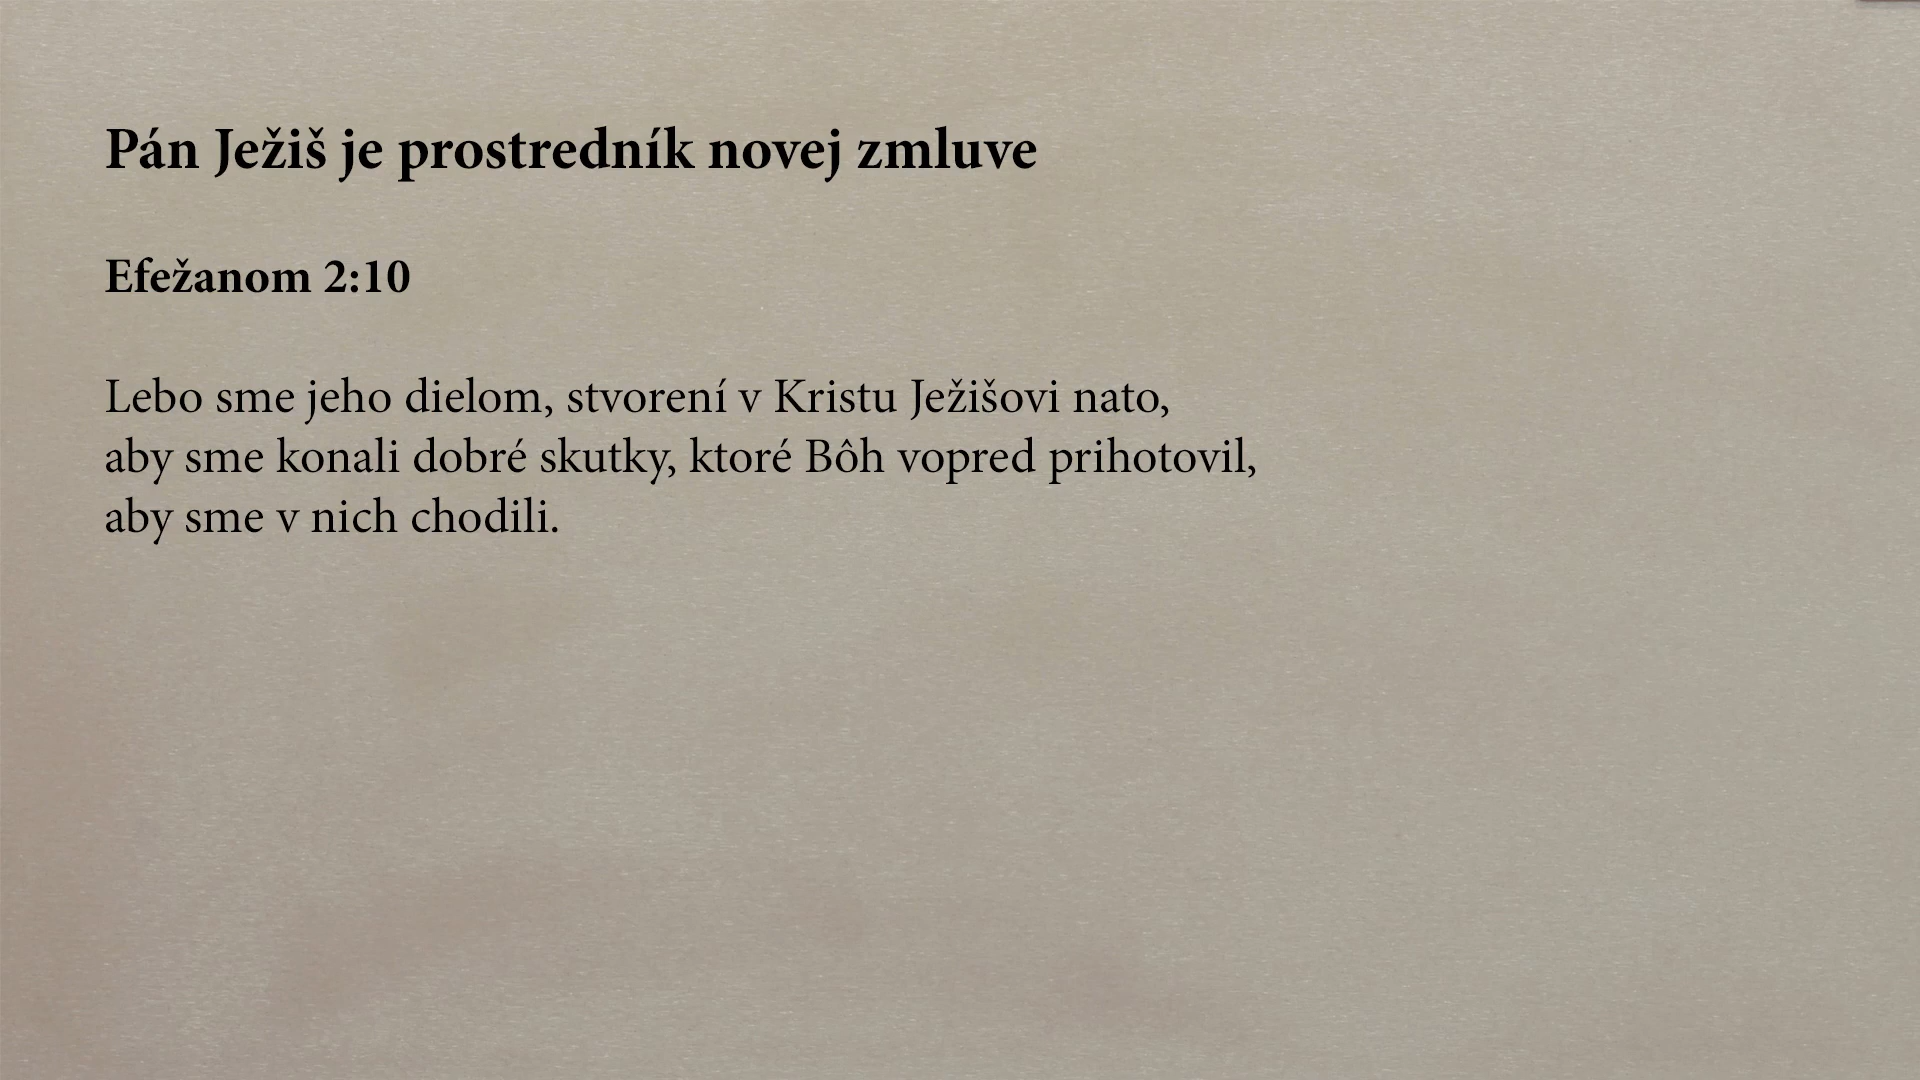 Pán Ježiš je prostredník novej zmluve
Efežanom 2:10
Lebo sme jeho dielom, stvorení v Kristu Ježišovi nato,
aby sme konali dobré skutky, ktoré Bôh vopred prihotovil,
aby sme v nich chodili.